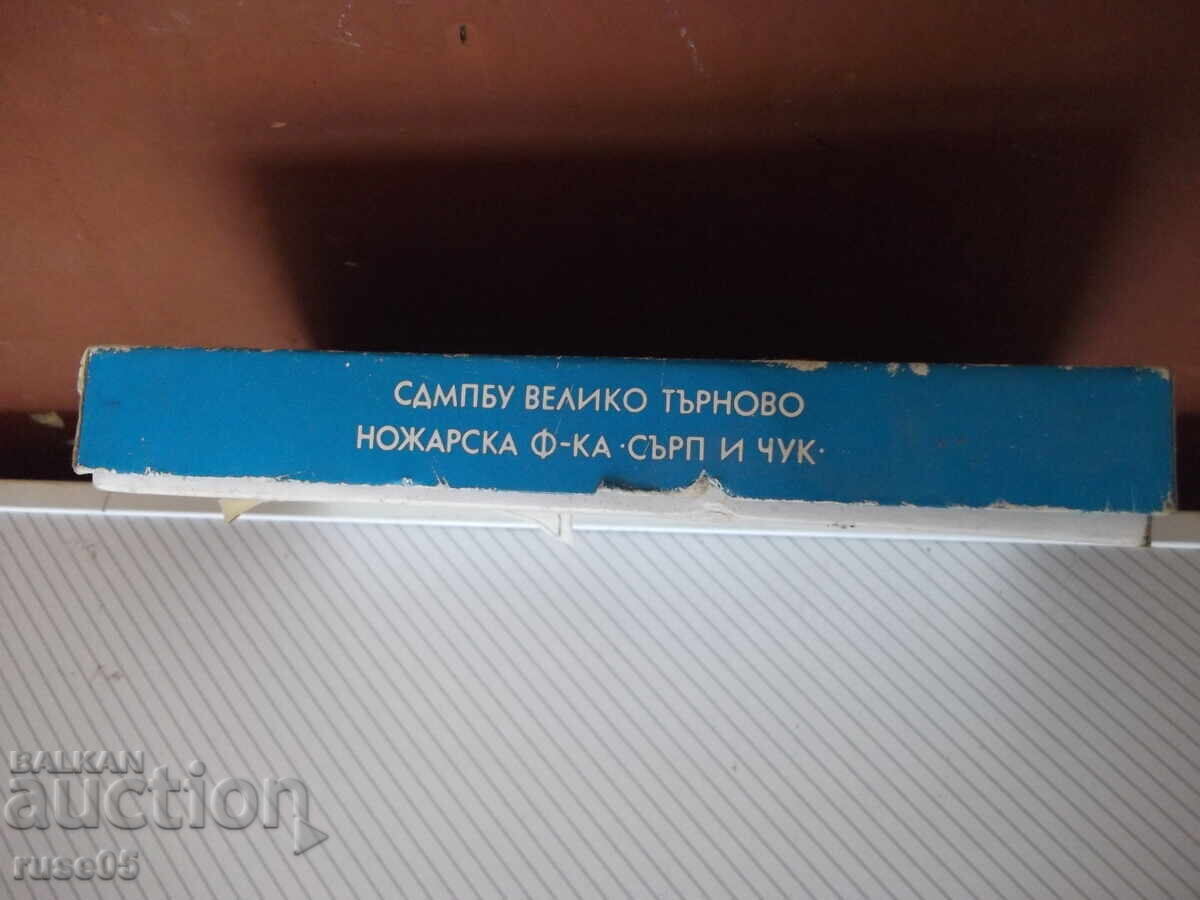 СДМПБУ ВЕЛИКО ТЪРНОВО
НОЖАРСКА Ф-КА ·СЪРП И ЧУК·
BALKAN
auction
ruse05